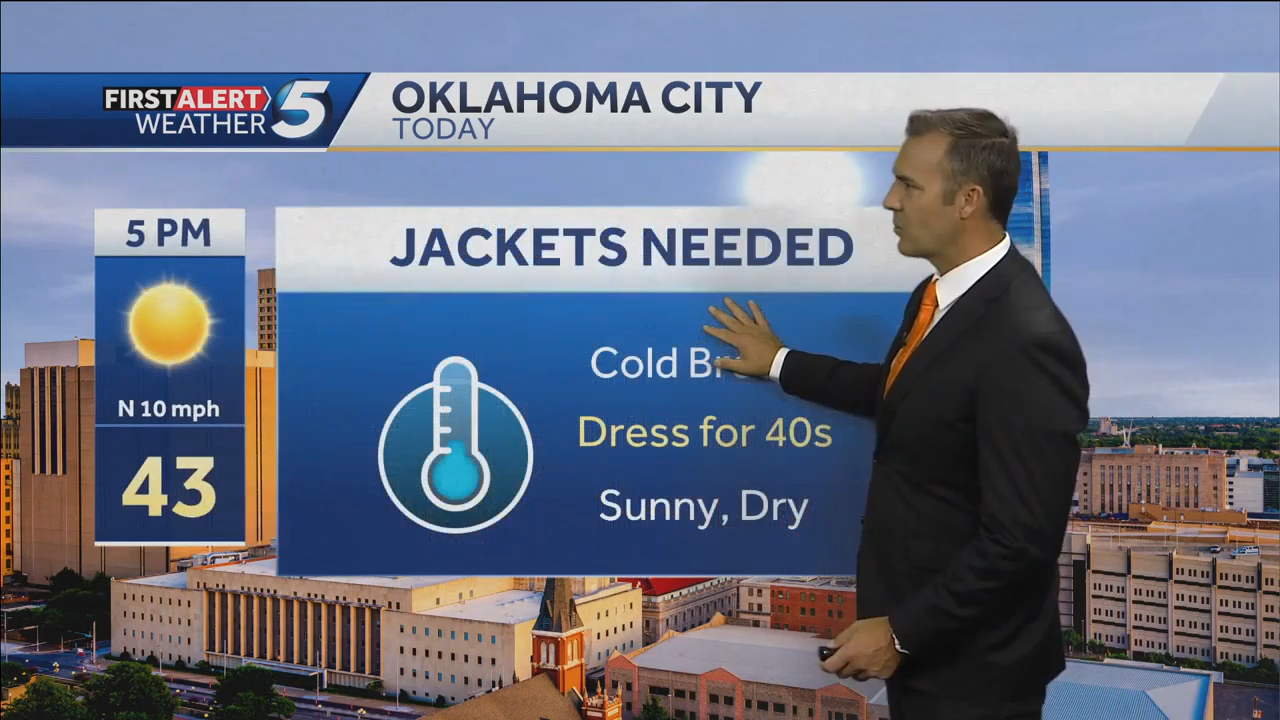 FIRST ALERT
WEATHER 5
OKLAHOMA CITY
TODAY
5 PM
N 10 mph
43
JACKETS NEEDED
Cold
Dress for 40s
Sunny, Dry